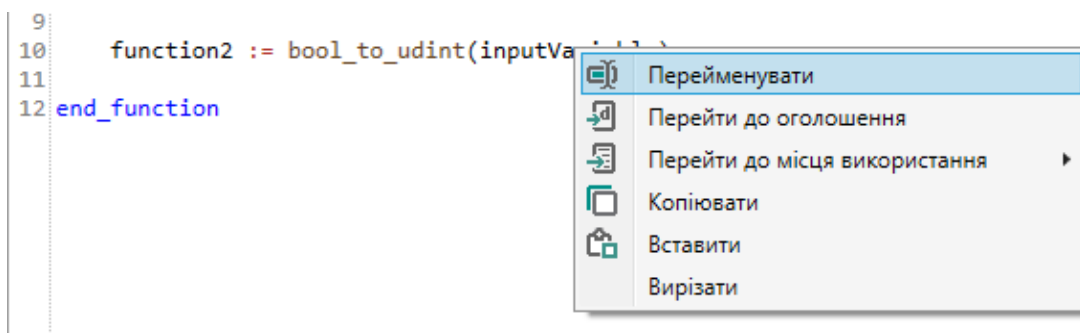 9
10 function2 := bool_to_udint(inputVa
11
12 end_function
Перейменувати
Перейти до оголошення
Перейти до місця використання
Копіювати
Вставити
Вирізати